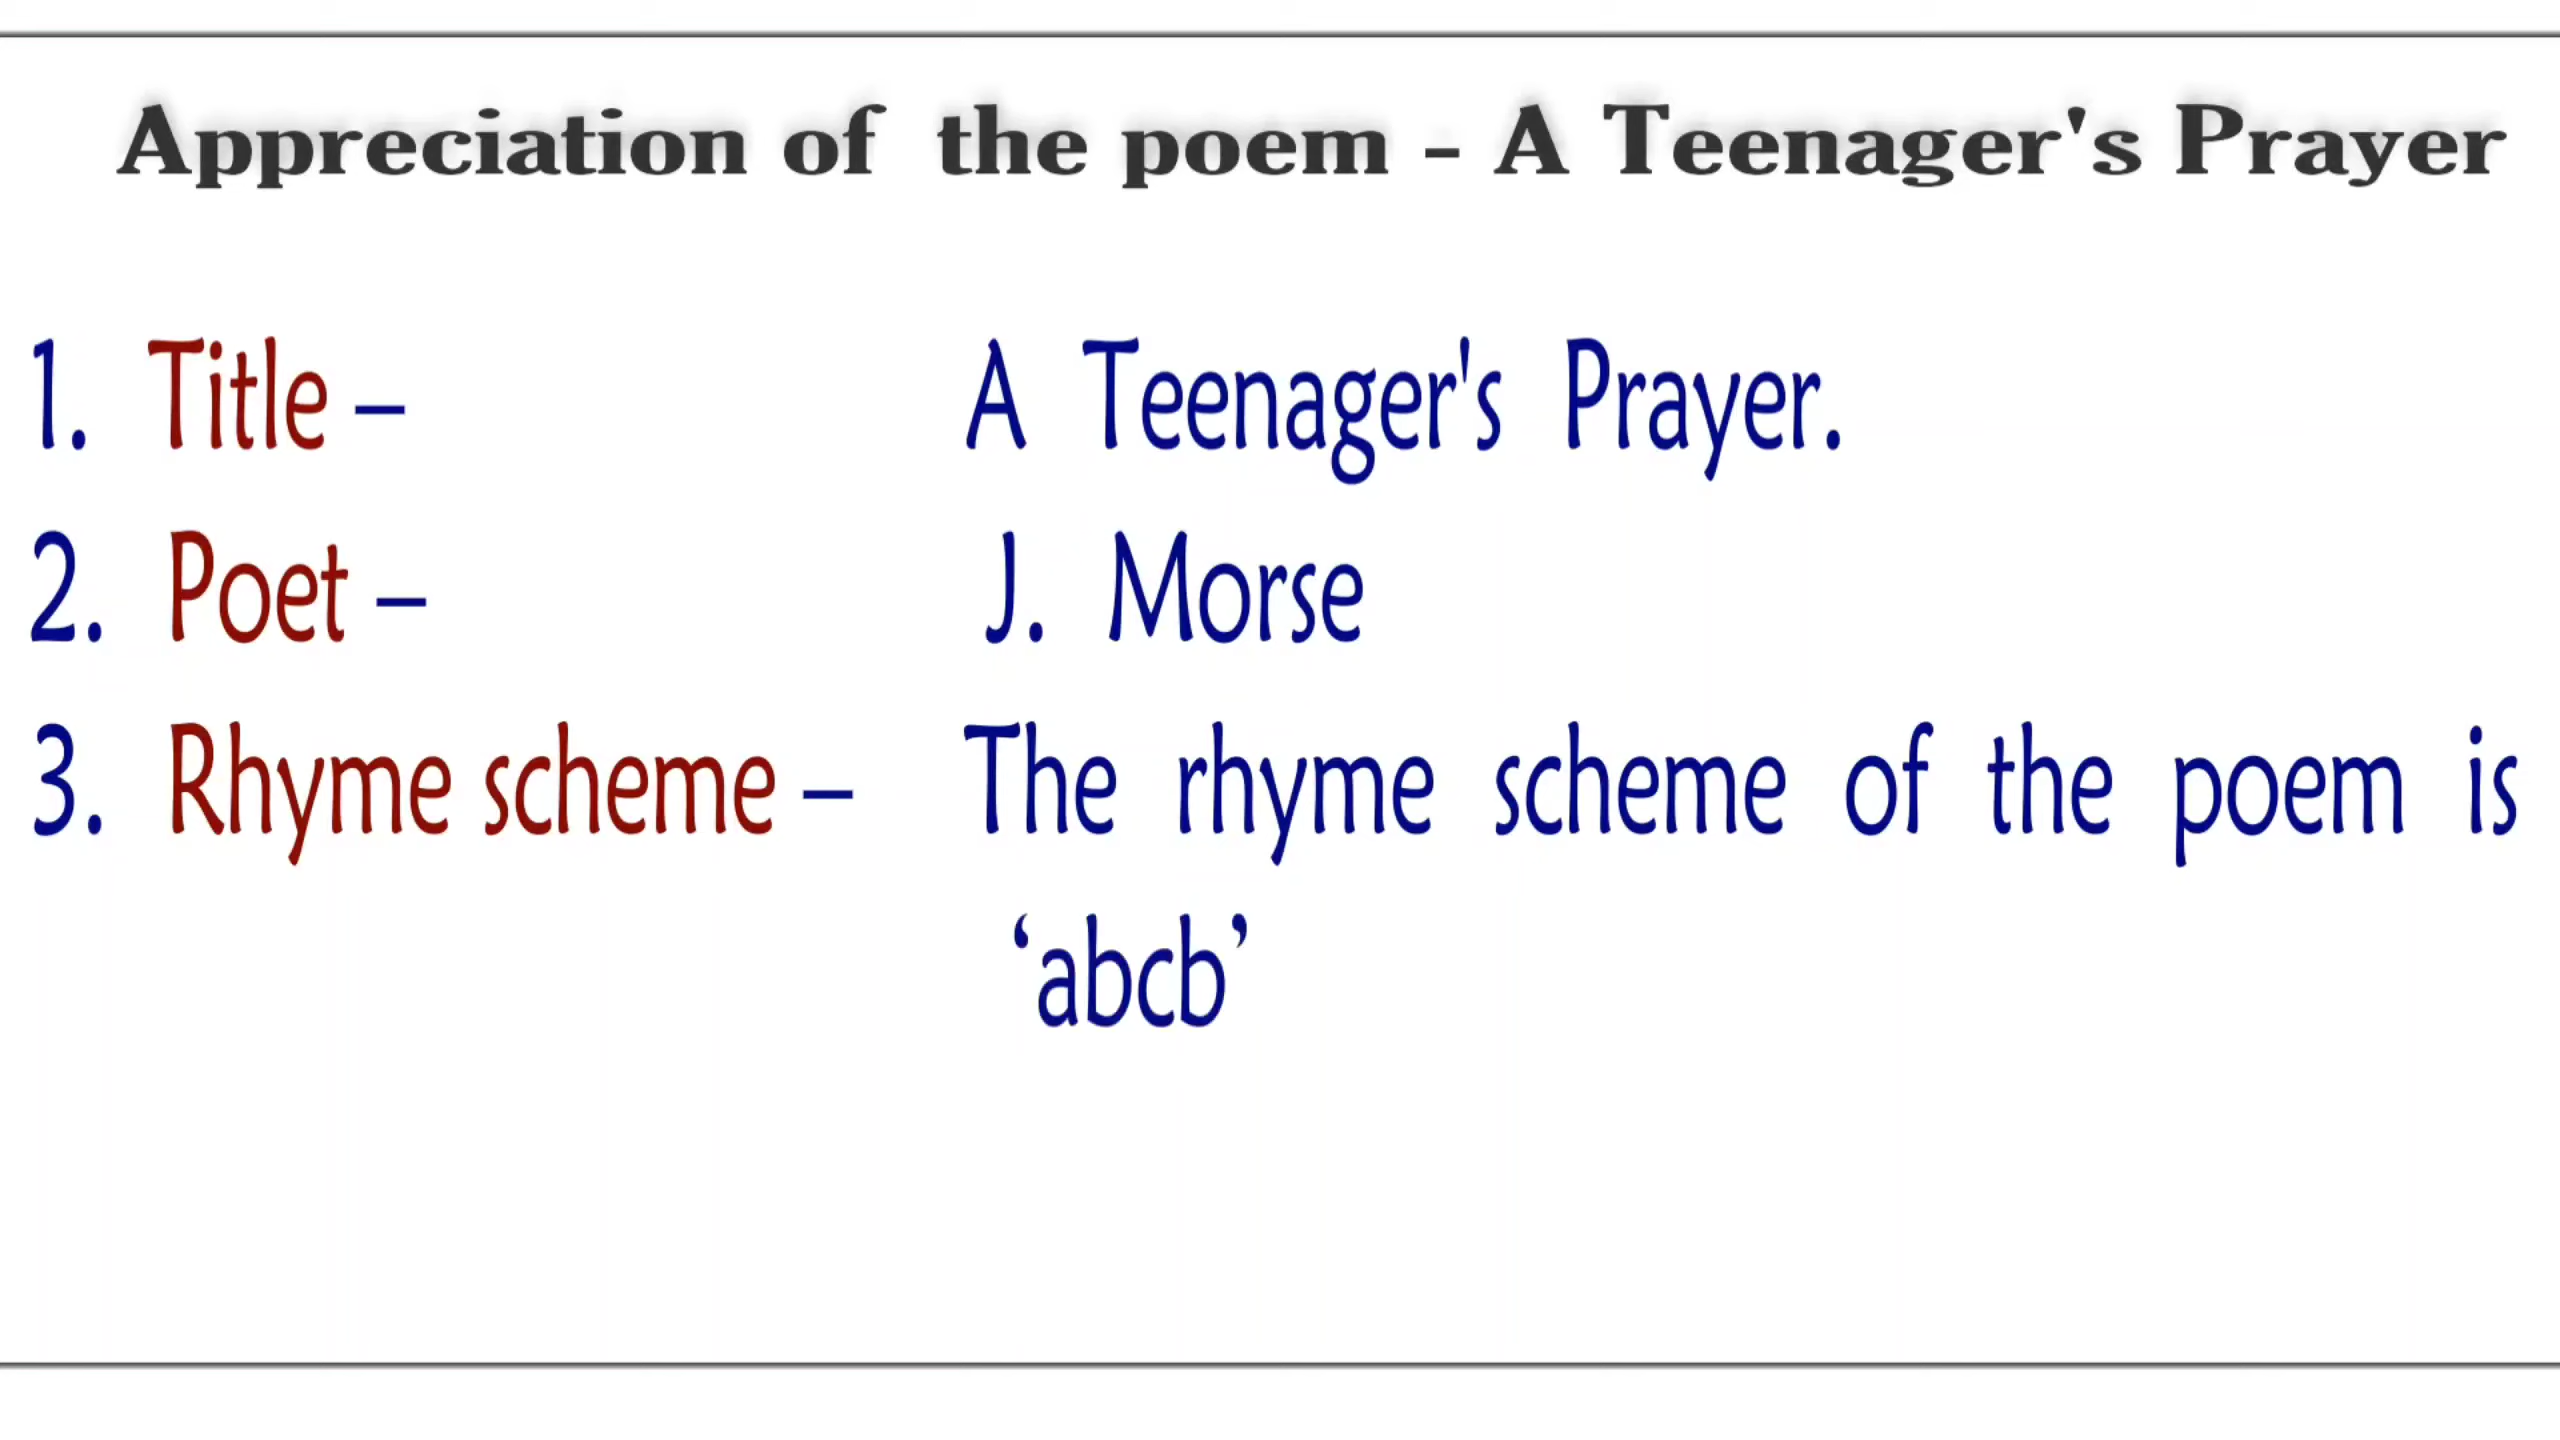 Appreciation of the poem - A Teenager's Prayer
1. Title – A Teenager's Prayer.
2. Poet – J. Morse
3. Rhyme scheme – The rhyme scheme of the poem is
‘abcb’